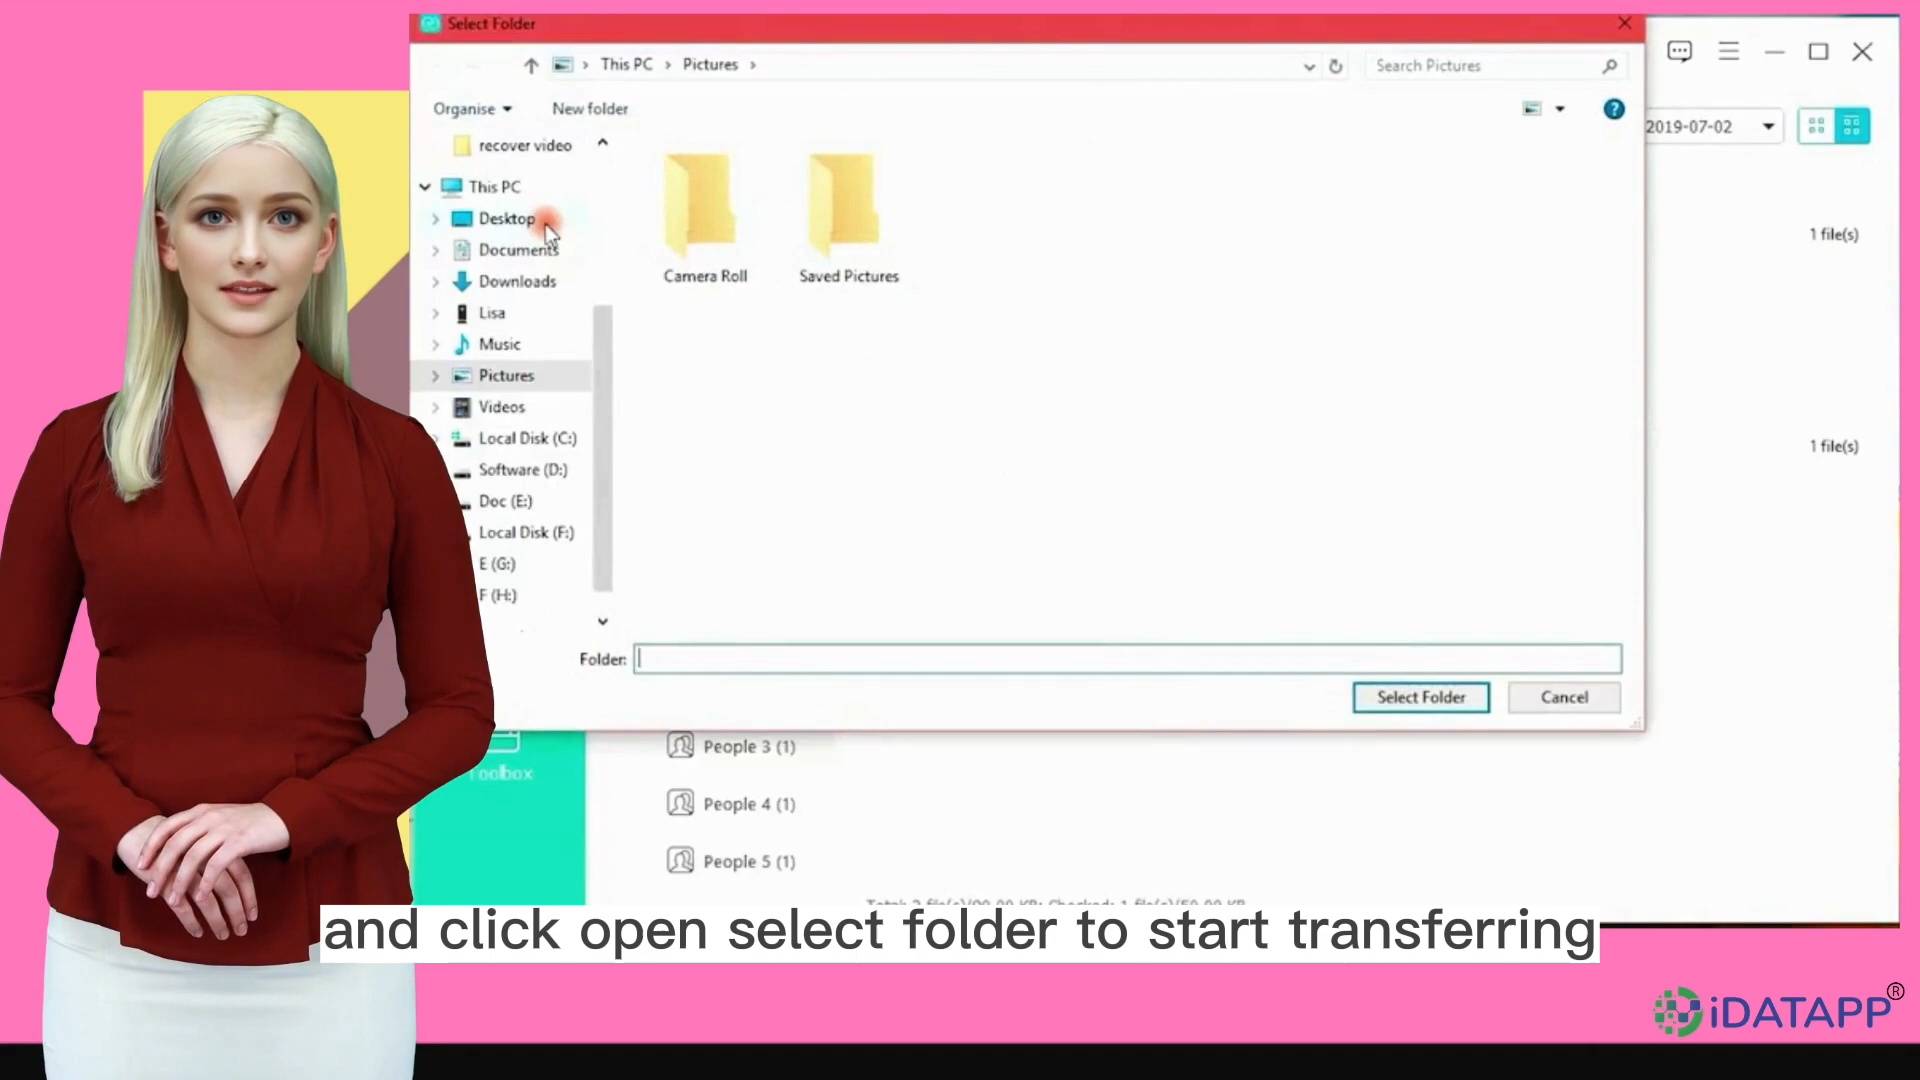 Select Folder
This PC
Pictures
Search Pictures
Organise
New folder
2019-07-02
recover video
This PC
Desktop
Documents
Downloads
Lisa
Music
Pictures
Videos
Local Disk (C:)
Software (D:)
Doc (E:)
Local Disk (F:)
E (G:)
F (H:)
Camera Roll
Saved Pictures
1 file(s)
1 file(s)
Folder:
Select Folder
Cancel
Toolbox
People 3 (1)
People 4 (1)
People 5 (1)
and click open select folder to start transferring
iDATAPP®